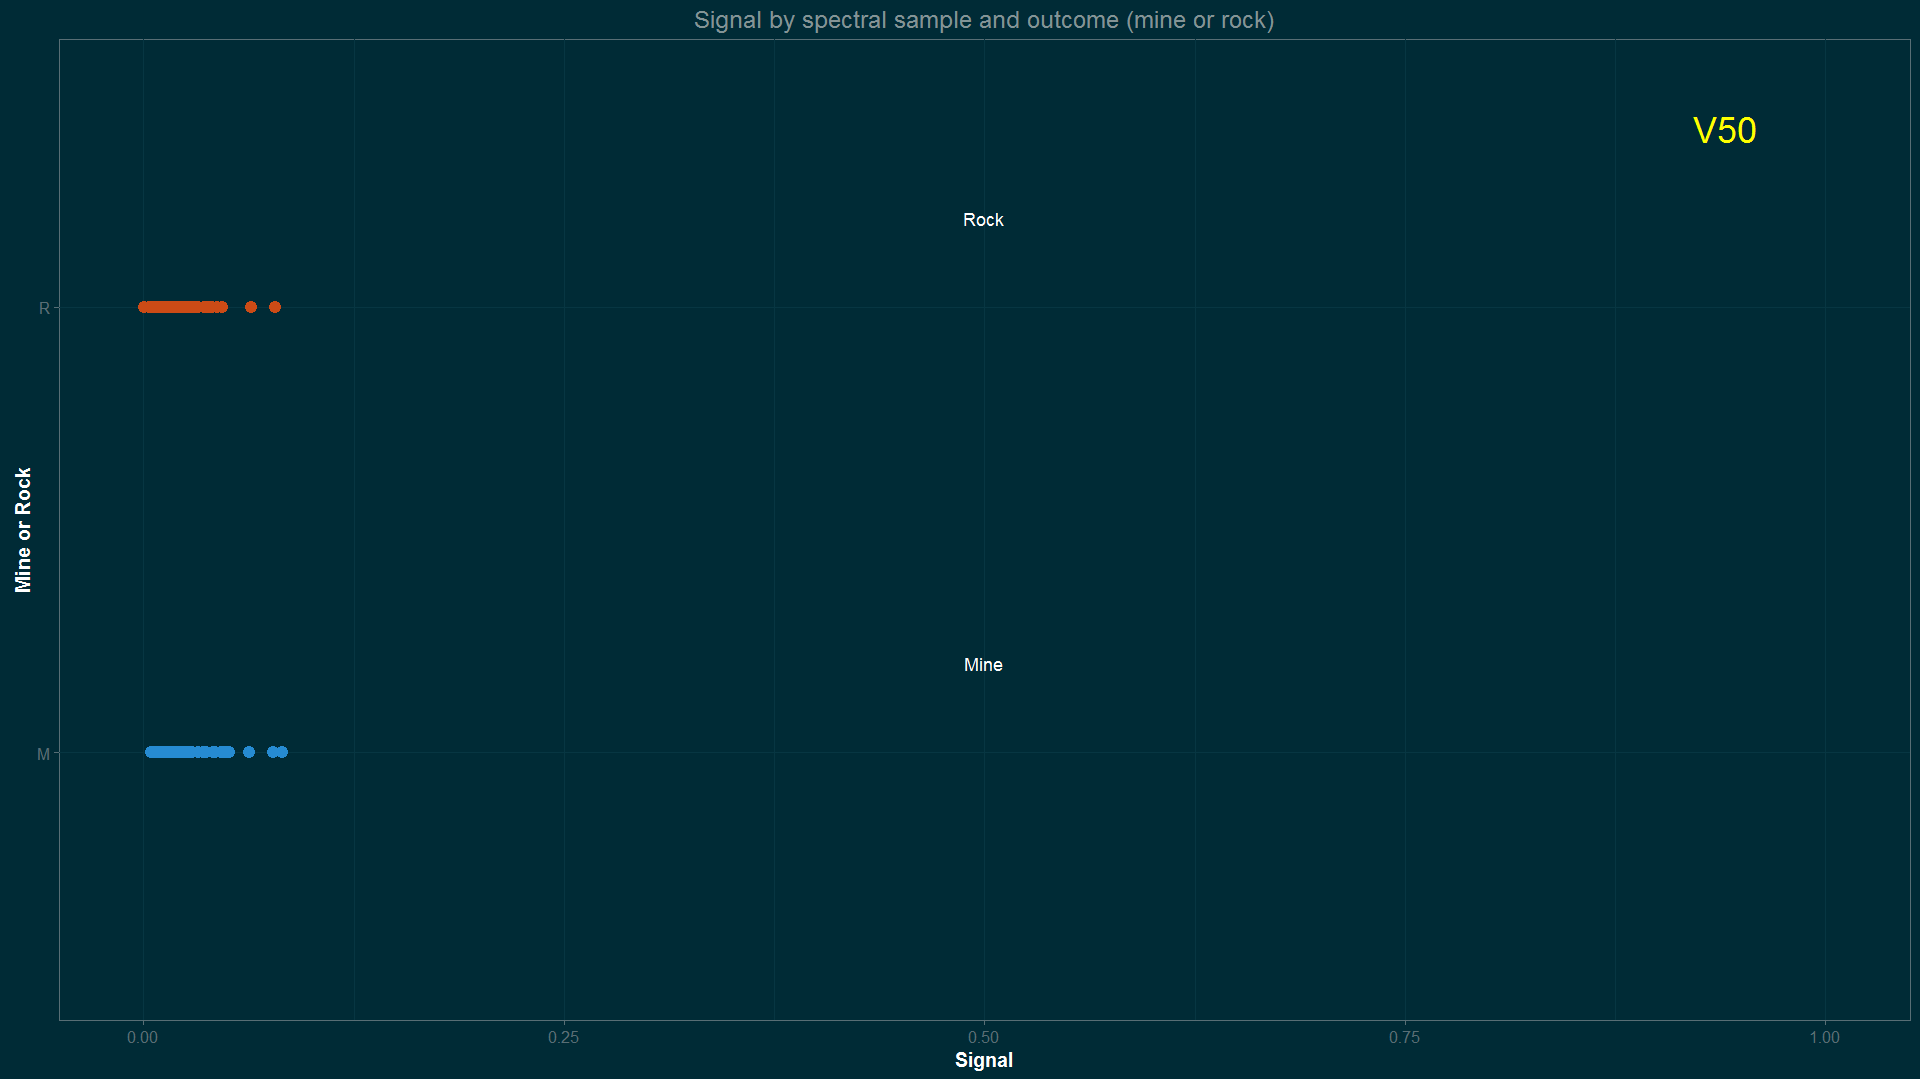 Signal by spectral sample and outcome (mine or rock)
V50
Rock
R
Mine or Rock
Mine
M
0.00 0.25 0.50 0.75 1.00
Signal